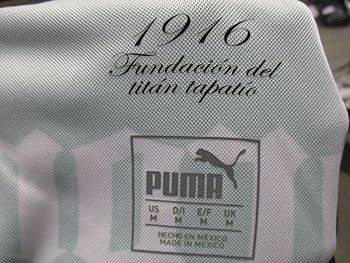 1916
Fundación del
titán tapatío
PUMA
US D/I E/F UK
M M M M
HECHO EN MÉXICO
MADE IN MEXICO